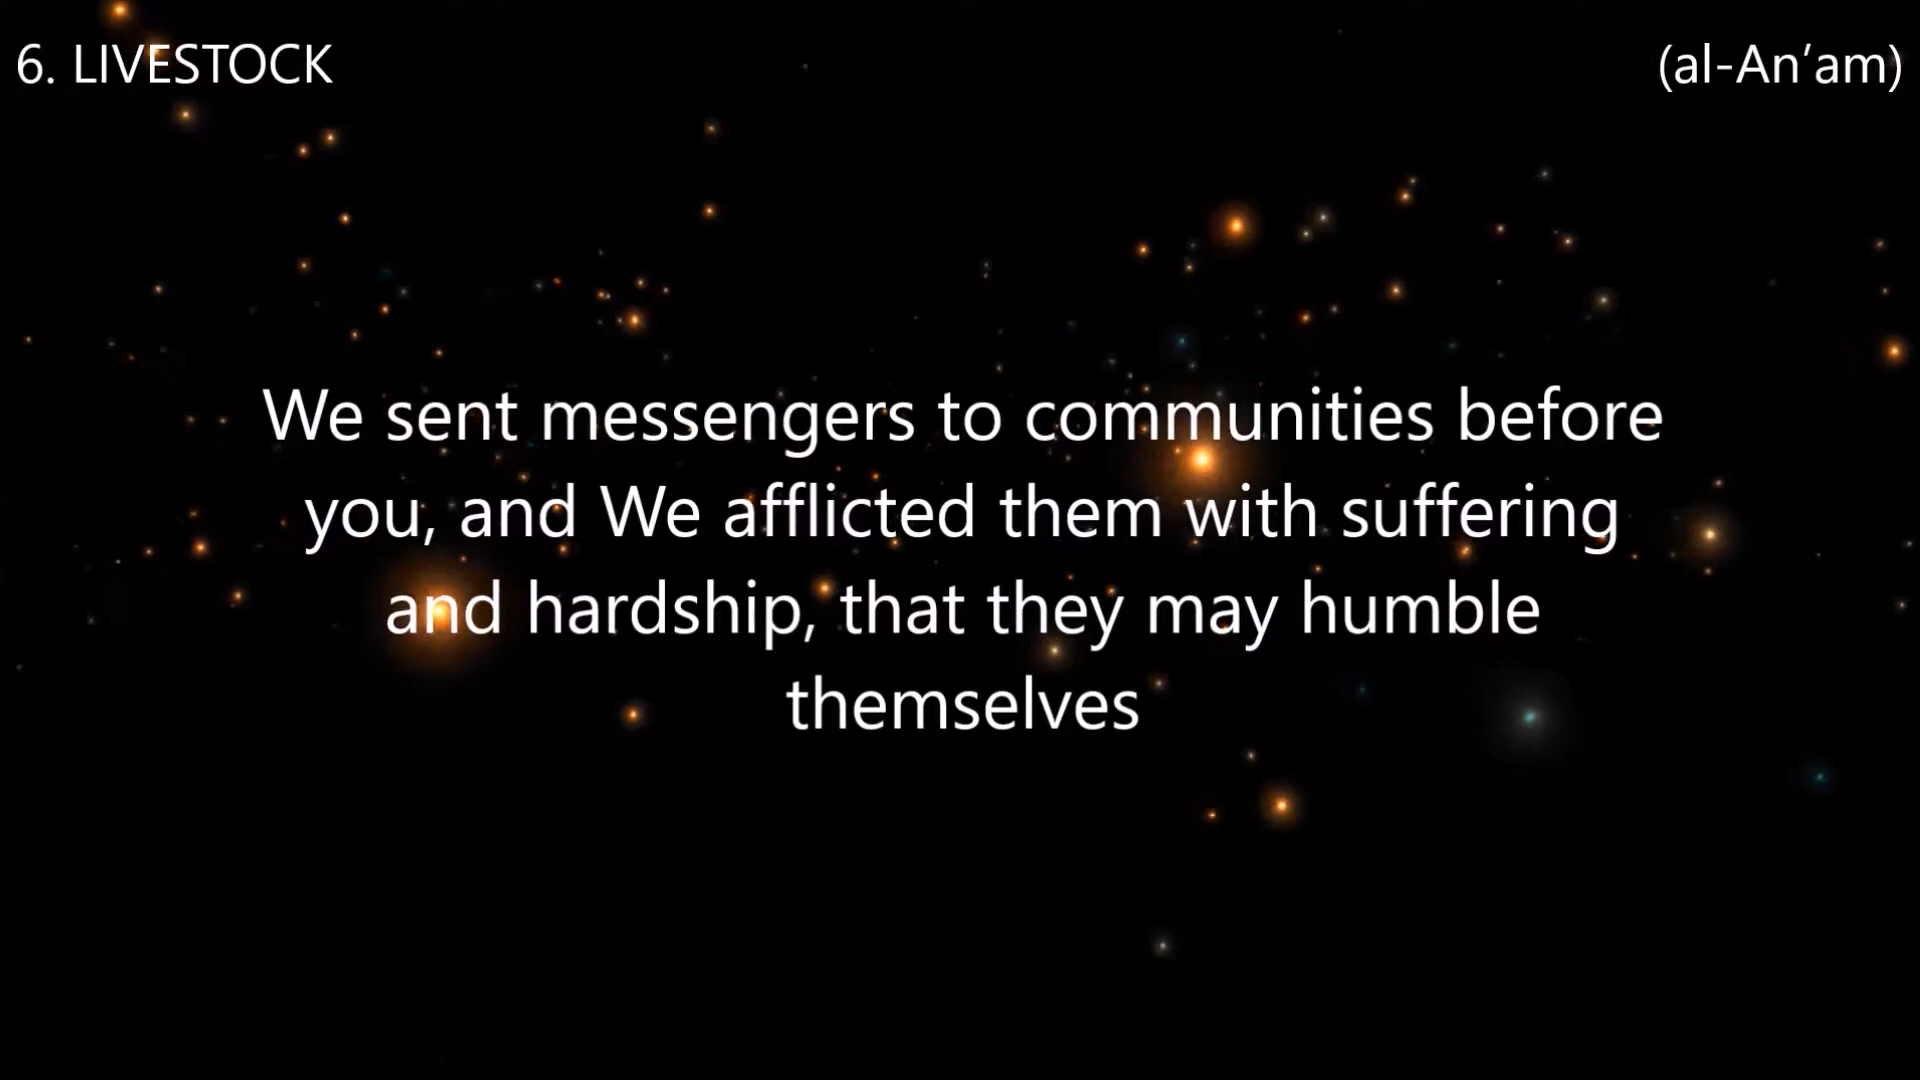 6. LIVESTOCK
(al-An’am)
We sent messengers to communities before
you, and We afflicted them with suffering
and hardship, that they may humble
themselves